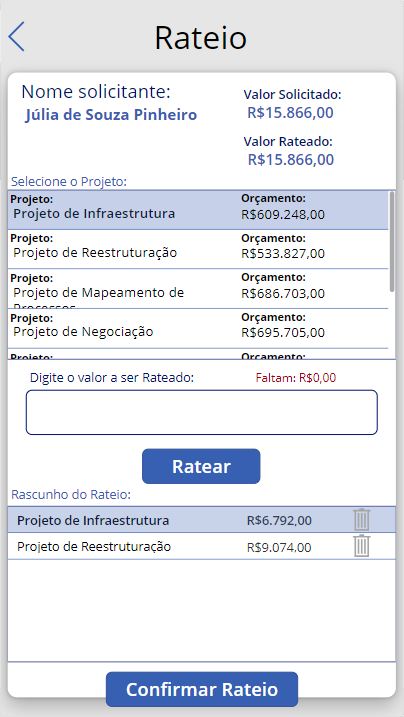 Rateio
Nome solicitante:
Júlia de Souza Pinheiro
Valor Solicitado:
R$15.866,00
Valor Rateado:
R$15.866,00
Selecione o Projeto:
Projeto: Orçamento:
Projeto de Infraestrutura R$609.248,00
Projeto: Orçamento:
Projeto de Reestruturação R$533.827,00
Projeto: Orçamento:
Projeto de Mapeamento de R$686.703,00
Processos
Projeto: Orçamento:
Projeto de Negociação R$695.705,00
Projeto: Orçamento:
Digite o valor a ser Rateado: Faltam: R$0,00
Ratear
Rascunho do Rateio:
Projeto de Infraestrutura R$6.792,00
Projeto de Reestruturação R$9.074,00
Confirmar Rateio